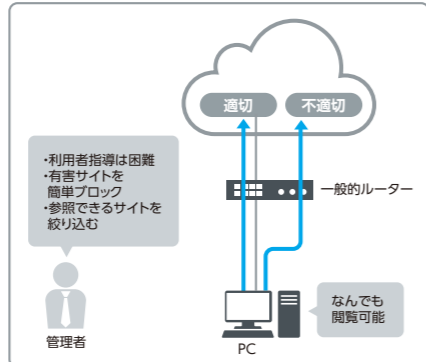 適切
不適切
・利用者指導は困難
・有害サイトを
簡単ブロック
・参照できるサイトを
絞り込む
一般的ルーター
管理者
PC
なんでも
閲覧可能